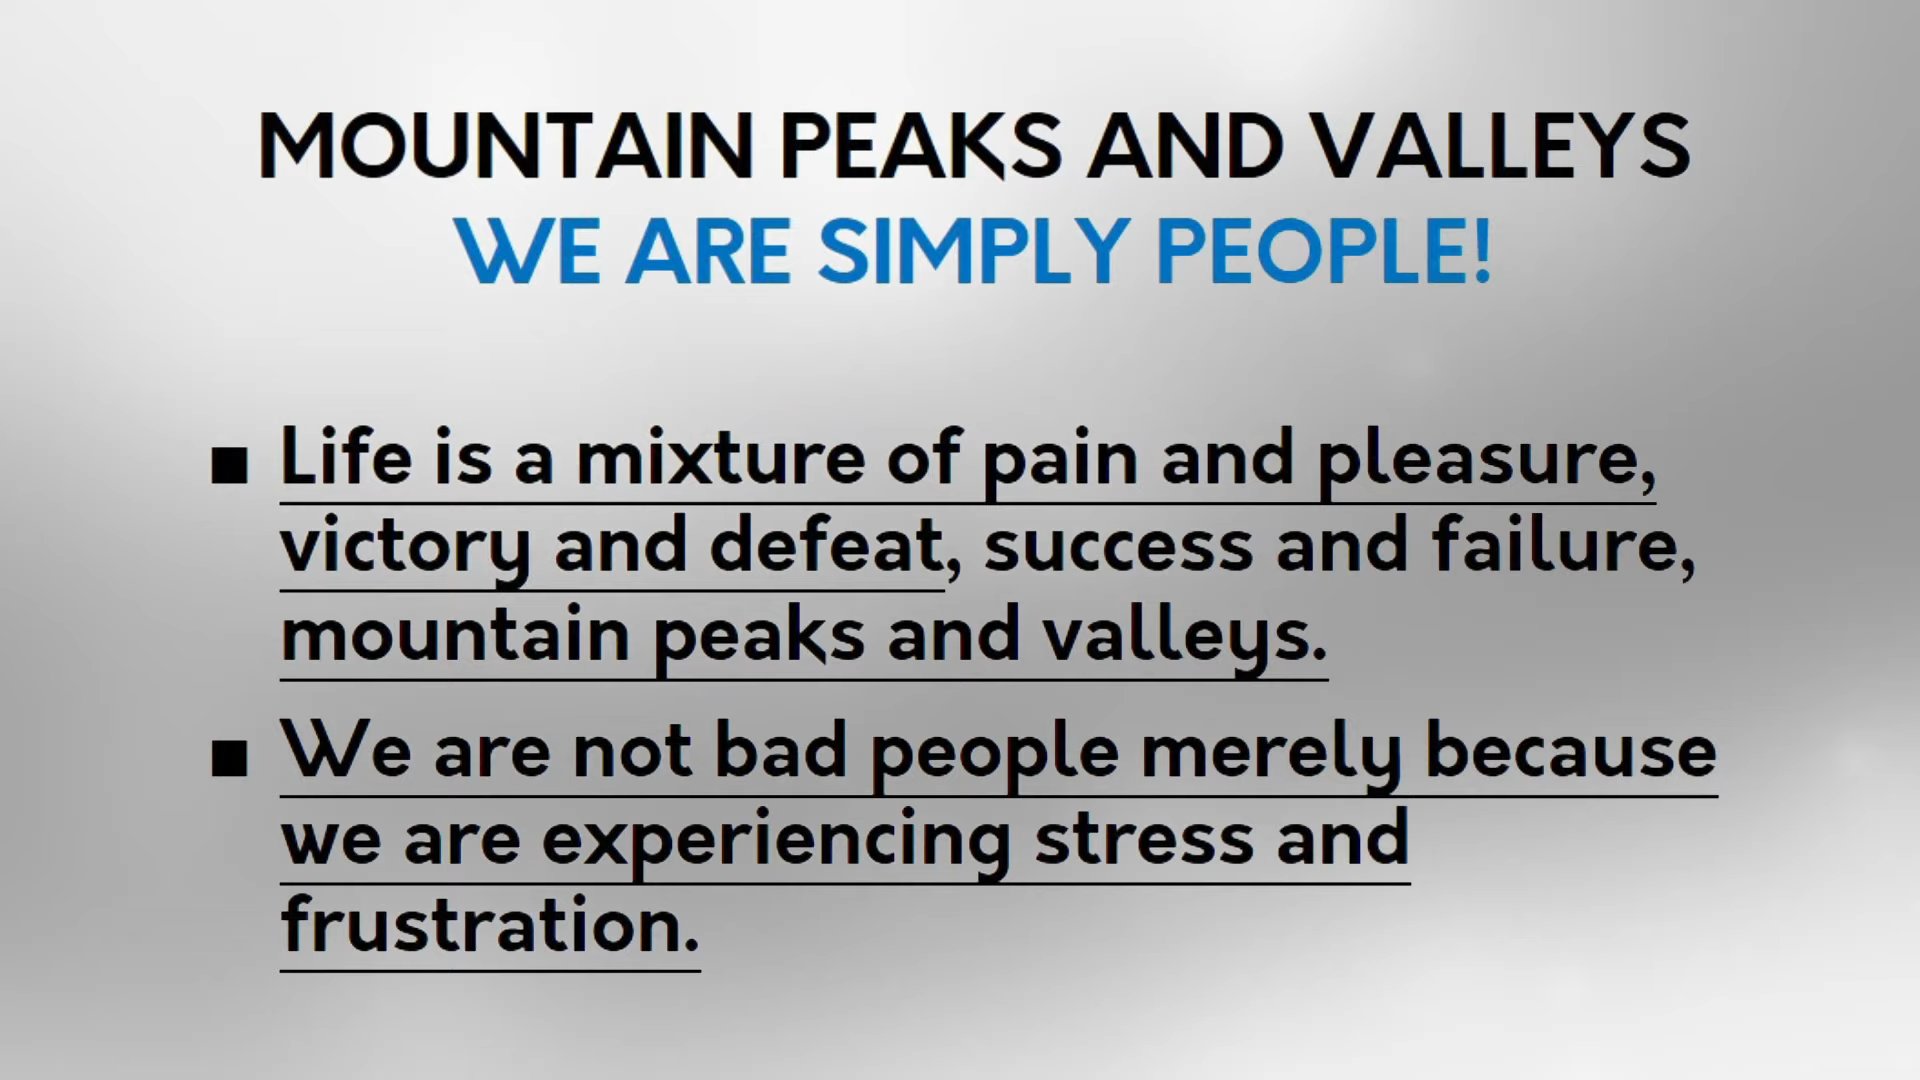 MOUNTAIN PEAKS AND VALLEYS
WE ARE SIMPLY PEOPLE!
■ Life is a mixture of pain and pleasure,
victory and defeat, success and failure,
mountain peaks and valleys.
■ We are not bad people merely because
we are experiencing stress and
frustration.